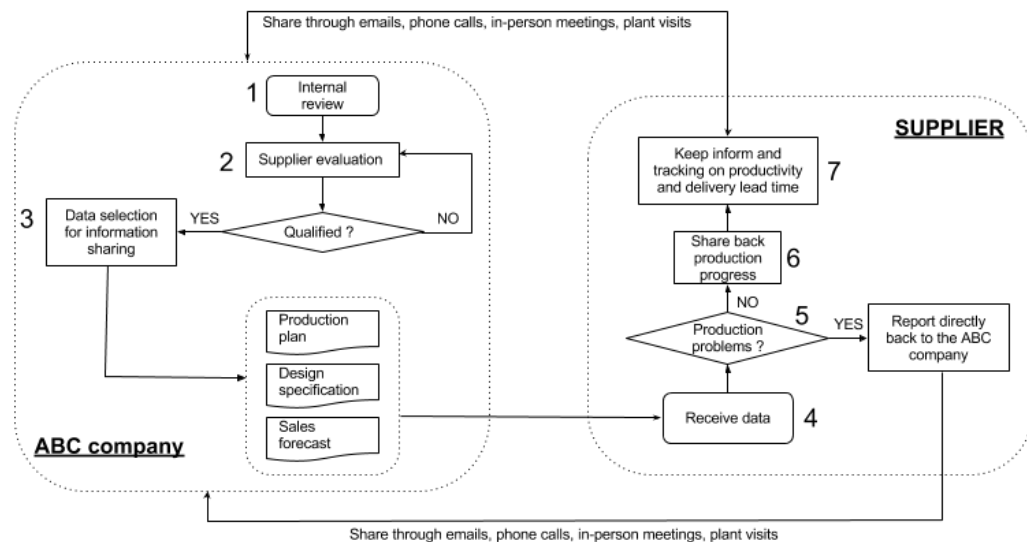 Share through emails, phone calls, in-person meetings, plant visits
1
Internal
review
2
Supplier evaluation
3
Data selection
for information
sharing
YES
Qualified ?
NO
Production
plan
Design
specification
Sales
forecast
ABC company
SUPPLIER
Keep inform and
tracking on productivity
and delivery lead time
7
Share back
production
progress
6
NO
Production
problems ?
5
YES
Report directly
back to the ABC
company
Receive data
4
Share through emails, phone calls, in-person meetings, plant visits